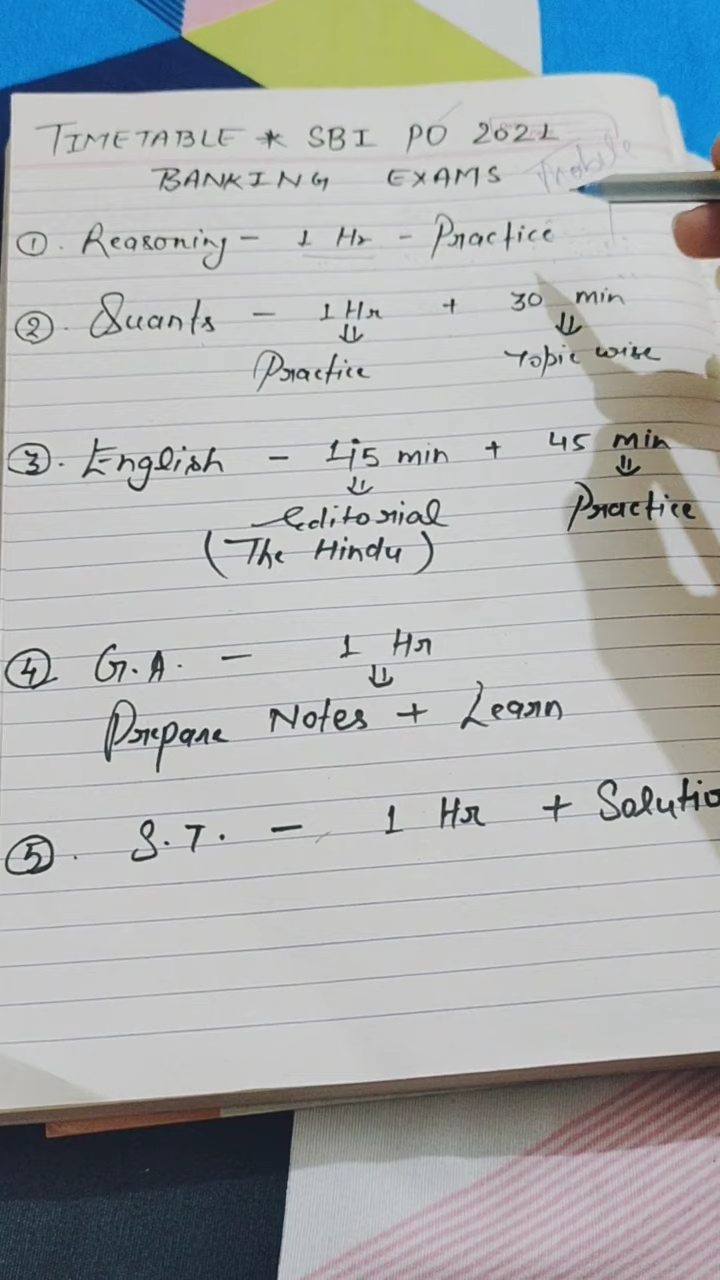 TIMETABLE * SBI PO 2021
BANKING EXAMS
① . Reasoning - 1 Hr - Practice
② . Quants - 1 Hr + 30 min
⇓ ⇓
Practice Topic wise
③ . English - 45 min + 45 min
⇓ ⇓
Editorial Practice
(The Hindu)
④ G.A. - 1 Hr
⇓
Prepare Notes + Learn
⑤ . S.T. - 1 Hr + Solutio